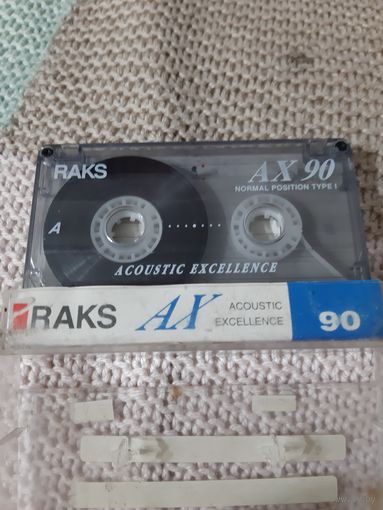 RAKS
AX 90
NORMAL POSITION TYPE I
A
ACOUSTIC EXCELLENCE
RAKS AX ACOUSTIC EXCELLENCE 90